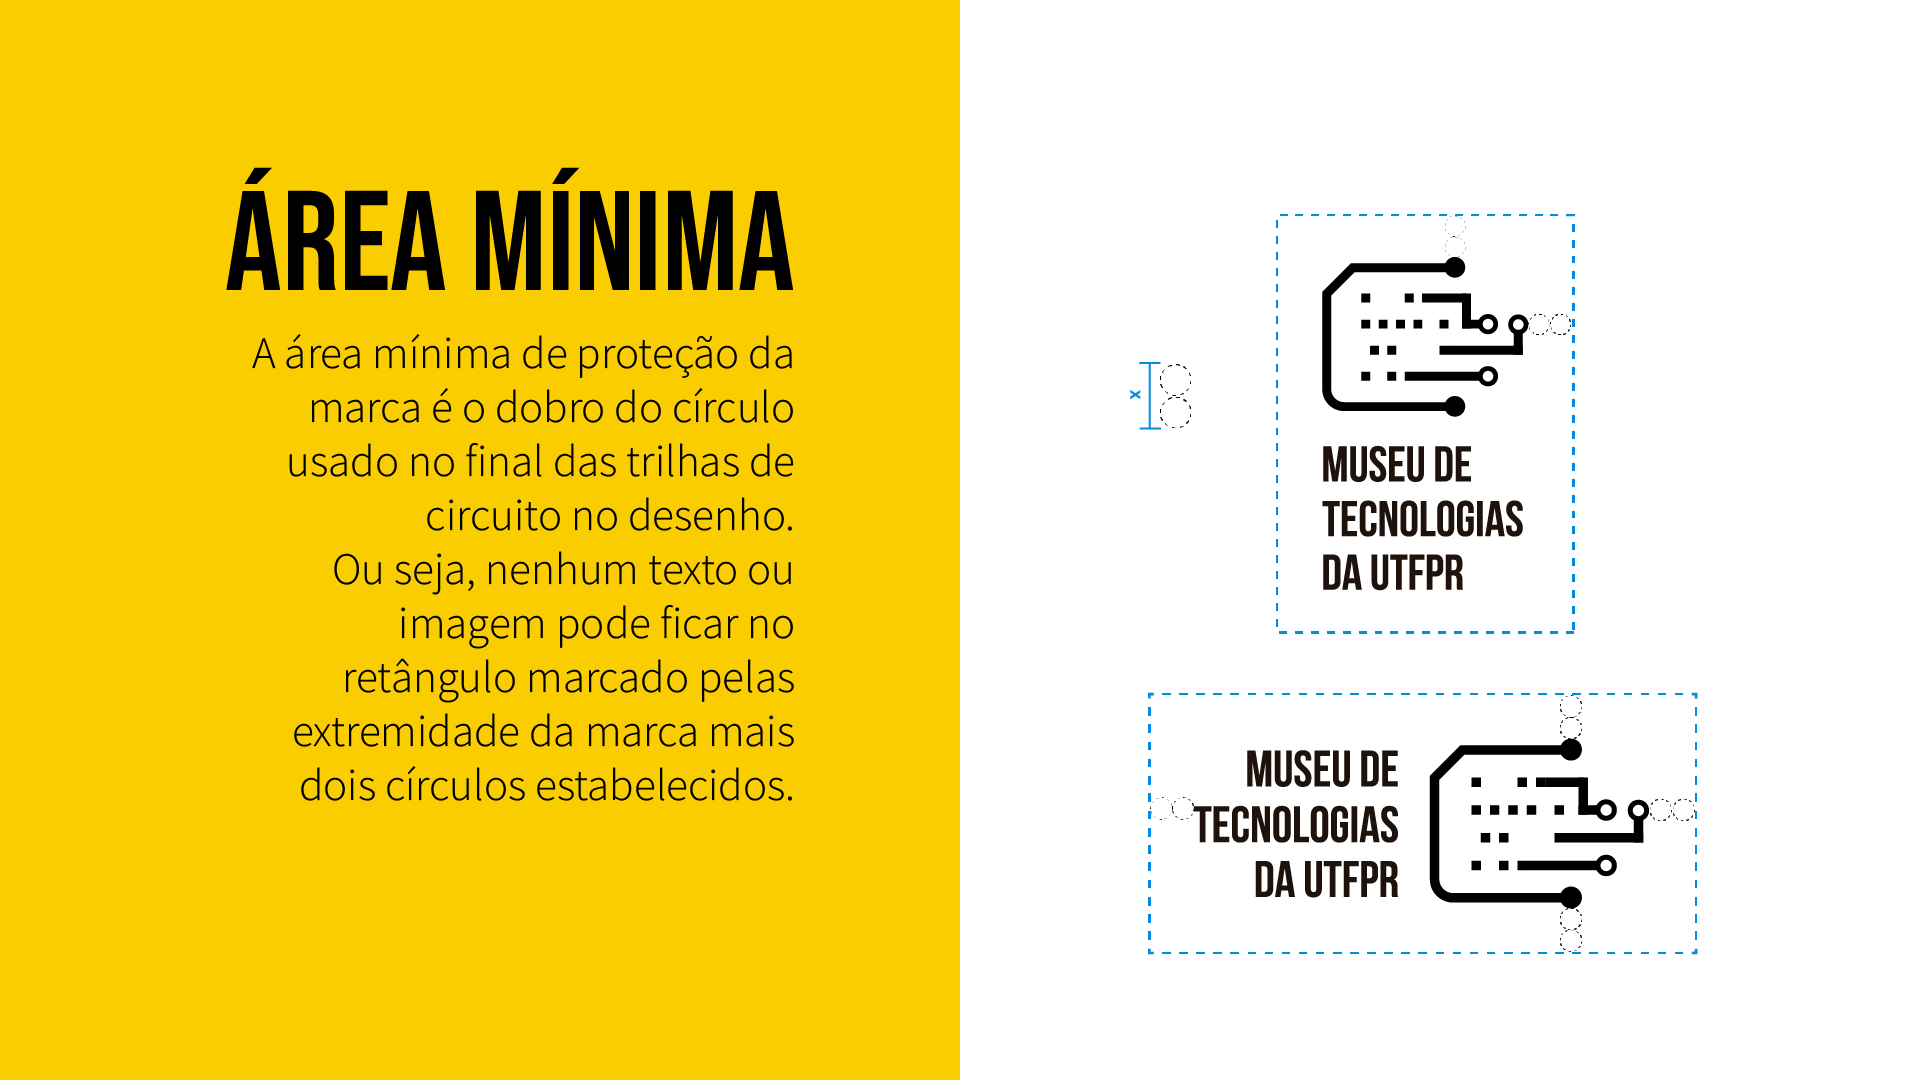 ÁREA MÍNIMA
A área mínima de proteção da
marca é o dobro do círculo
usado no final das trilhas de
circuito no desenho.
Ou seja, nenhum texto ou
imagem pode ficar no
retângulo marcado pelas
extremidade da marca mais
dois círculos estabelecidos.
x
MUSEU DE
TECNOLOGIAS
DA UTFPR
MUSEU DE
TECNOLOGIAS
DA UTFPR